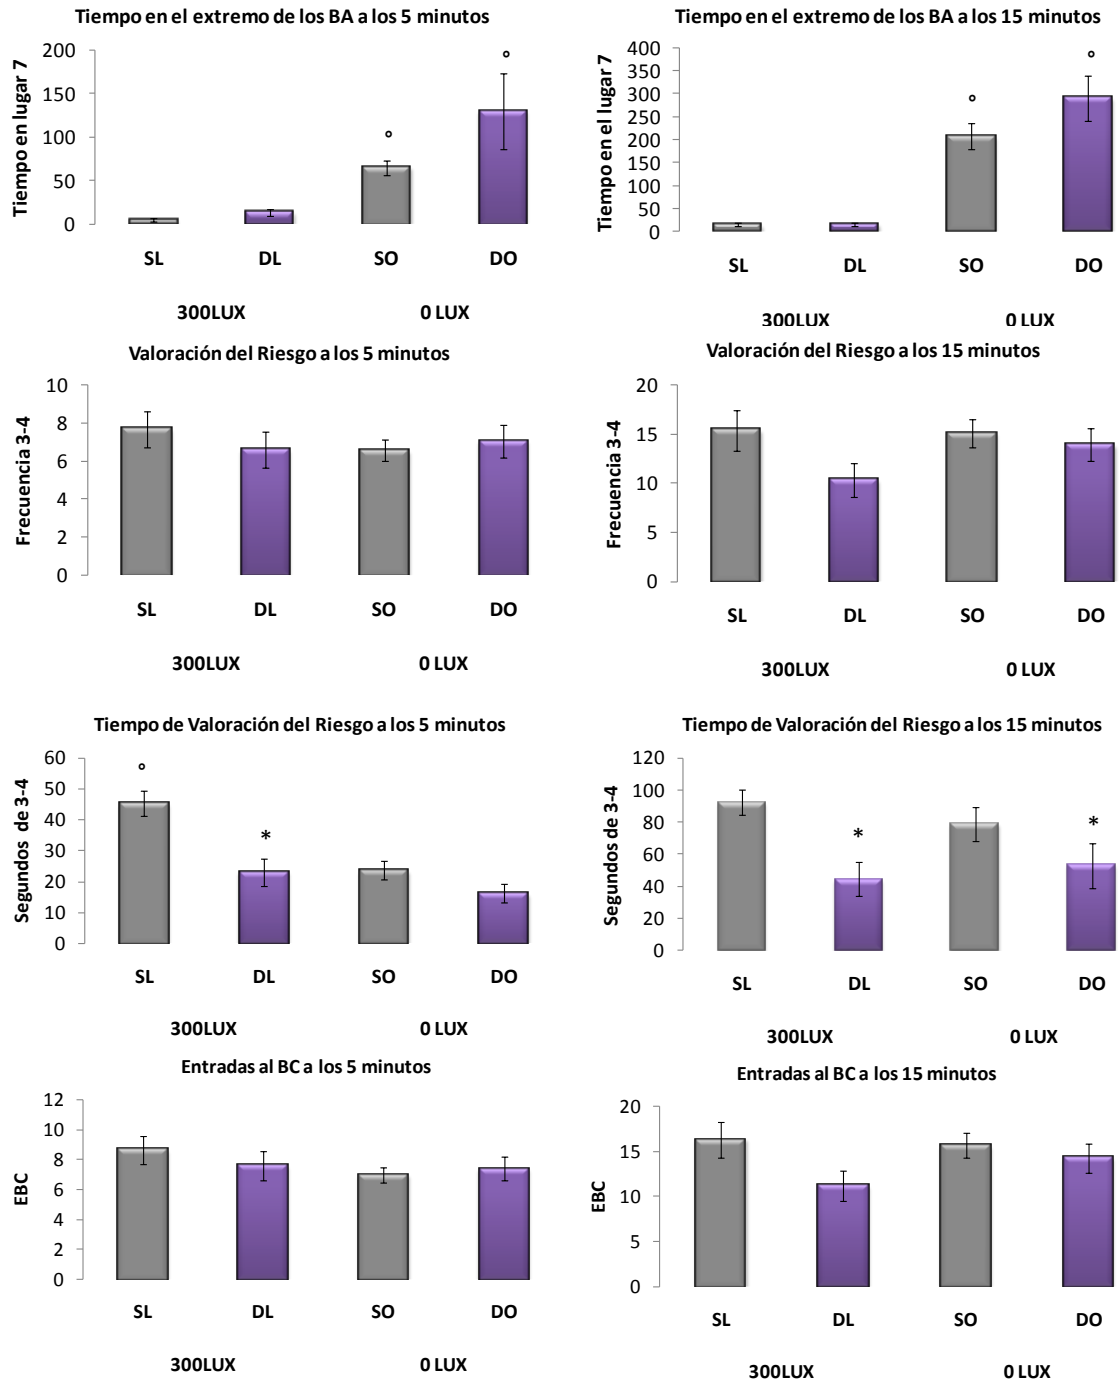 Tiempo en el extremo de los BA a los 5 minutos
Tiempo en lugar 7
200
150
100
50
0
°
°
SL DL SO DO
300LUX 0 LUX
Tiempo en el extremo de los BA a los 15 minutos
Tiempo en el lugar 7
400
350
300
250
200
150
100
50
0
°
°
SL DL SO DO
300LUX 0 LUX
Valoración del Riesgo a los 5 minutos
Frecuencia 3-4
10
8
6
4
2
0
SL DL SO DO
300LUX 0 LUX
Valoración del Riesgo a los 15 minutos
Frecuencia 3-4
20
15
10
5
0
SL DL SO DO
300LUX 0 LUX
Tiempo de Valoración del Riesgo a los 5 minutos
Segundos de 3-4
60
50
40
30
20
10
0
°
*
SL DL SO DO
300LUX 0 LUX
Tiempo de Valoración del Riesgo a los 15 minutos
Segundos de 3-4
120
100
80
60
40
20
0
*
*
SL DL SO DO
300LUX 0 LUX
Entradas al BC a los 5 minutos
EBC
12
10
8
6
4
2
0
SL DL SO DO
300LUX 0 LUX
Entradas al BC a los 15 minutos
EBC
20
15
10
5
0
SL DL SO DO
300LUX 0 LUX